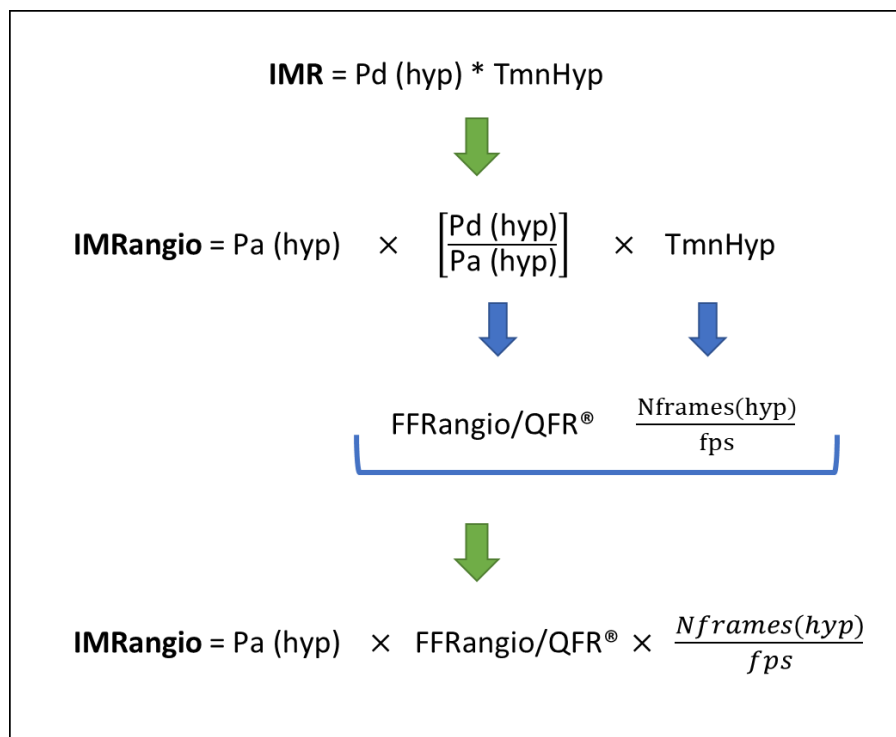 IMR = Pd (hyp) * TmnHyp
IMRangio = Pa (hyp) × [Pd (hyp) / Pa (hyp)] × TmnHyp
FFRangio/QFR® Nframes(hyp) / fps
IMRangio = Pa (hyp) × FFRangio/QFR® × Nframes(hyp) / fps